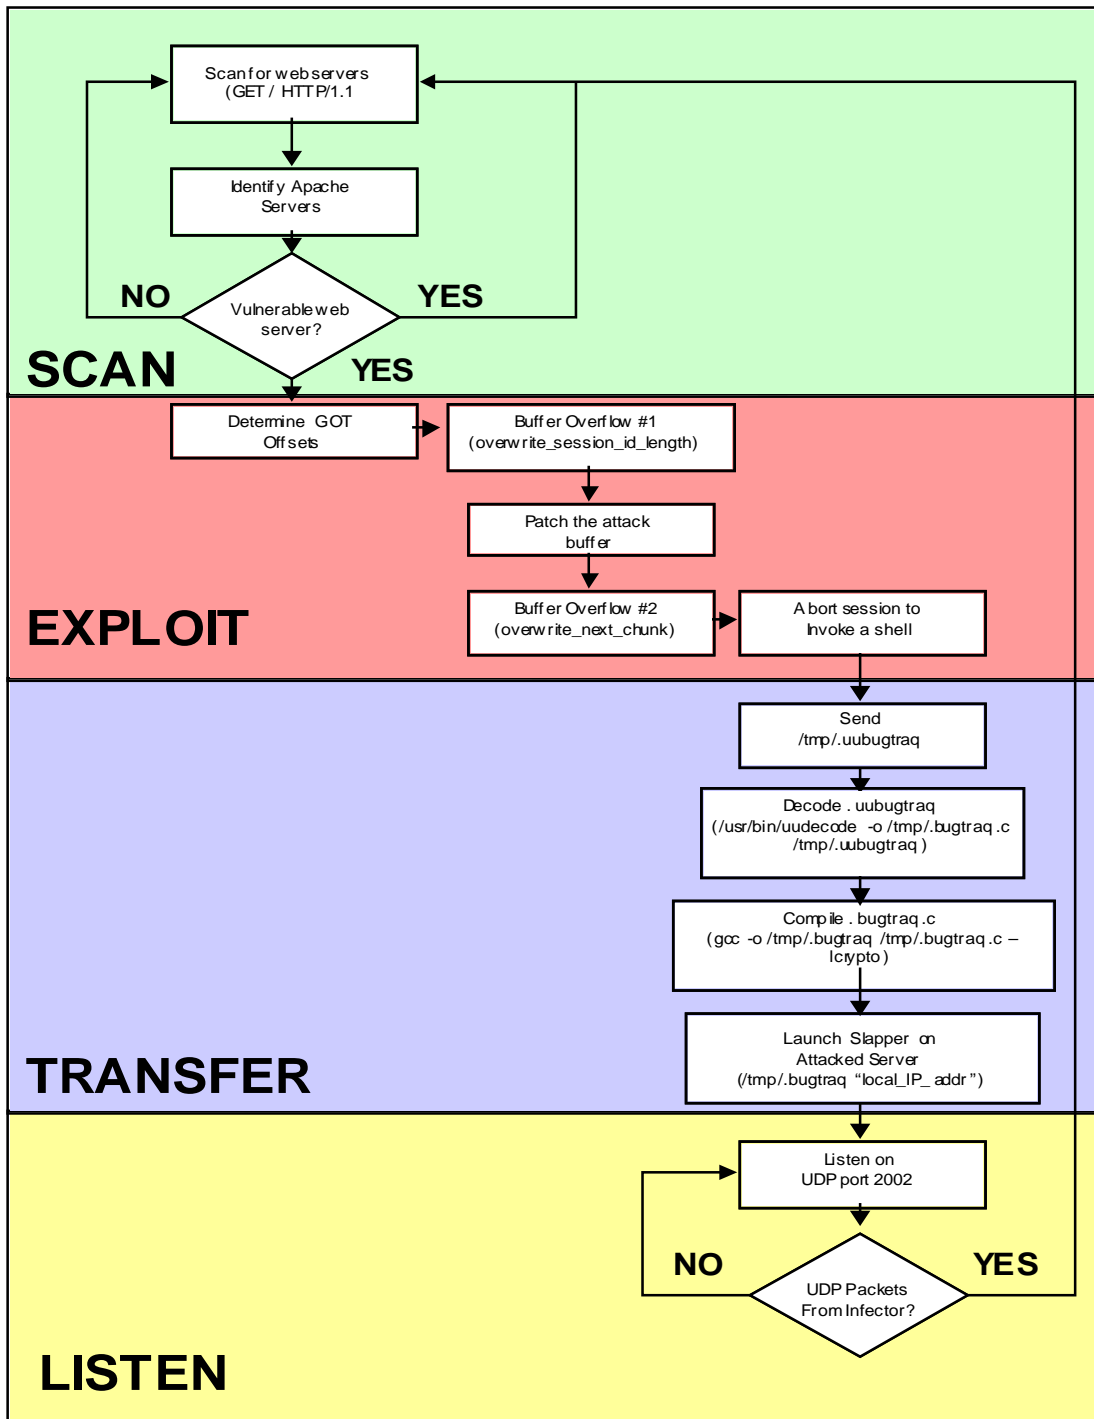 Scan for web servers
(GET / HTTP/1.1
Identify Apache
Servers
NO
YES
Vulnerable web
server?
YES
SCAN
Determine GOT
Offsets
Buffer Overflow #1
(overwrite_session_id_length)
Patch the attack
buffer
Buffer Overflow #2
(overwrite_next_chunk)
Abort session to
Invoke a shell
EXPLOIT
Send
/tmp/.uubugtraq
Decode .uubugtraq
(/usr/bin/uudecode -o /tmp/.bugtraq.c
/tmp/.uubugtraq)
Compile .bugtraq.c
(gcc -o /tmp/.bugtraq /tmp/.bugtraq.c –
lcrypto)
Launch Slapper on
Attacked Server
(/tmp/.bugtraq “local_IP_addr”)
TRANSFER
Listen on
UDP port 2002
NO
YES
UDP Packets
From Infector?
LISTEN